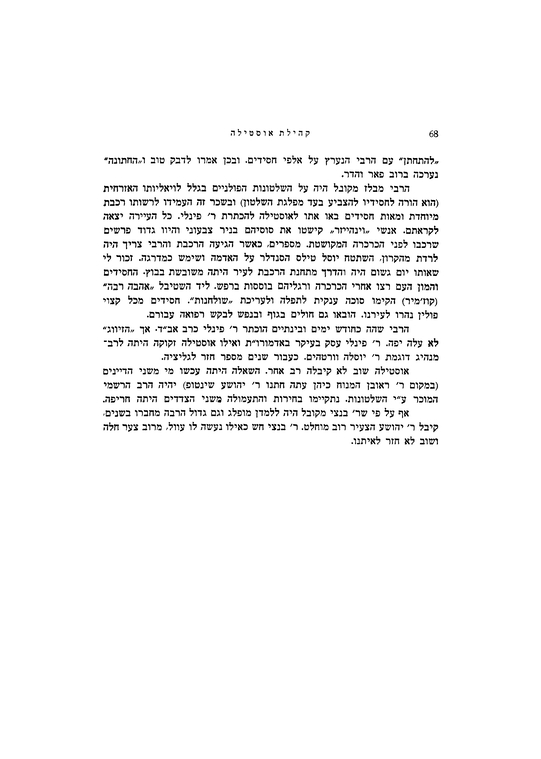 68
קהילת אוסטילה
„להתחתן" עם הרבי הנערץ על אלפי חסידים. ובכן אמרו לדבק טוב ו„החתונה"
נערכה ברוב פאר והדר.
הרבי מבלז מקובל היה על השלטונות הפולניים בגלל לויאליותו האזרחית
(הוא הורה לחסידיו להצביע בעד מפלגת השלטון) ובשכר זה העמידו לרשותו רכבת
מיוחדת ומאות חסידים באו אתו לאוסטילה להכתרת ר' פינלי. כל העיירה יצאה
לקראתם. אנשי „וינהייזר" קישטו את סוסיהם בניר צבעוני והיוו גדוד פרשים
שרכבו לפני הכרכרה המקושטת. מספרים, כאשר הגיעה הרכבת והרבי צריך היה
לרדת מהקרון, השתטח יוסל טילס הסנדלר על האדמה ושימש כמדרגה. זכור לי
שאותו יום גשום היה והדרך מתחנת הרכבת לעיר היתה משובשת בבוץ. החסידים
והמון העם רצו אחרי הכרכרה ורגליהם בוססות ברפש. ליד השטיבל „אהבה רבה"
(קוזמיר) הקימו סוכה ענקית לתפלה ולעריכת „שולחנות". חסידים מכל קצוי
פולין נהרו לעירנו. הובאו גם חולים בגוף ובנפש לבקש רפואה עבורם.
הרבי שהה כחודש ימים ובינתיים הוכתר ר' פינלי כרב אב״ד. אך „הזיווג"
לא עלה יפה. ר' פינלי עסק בעיקר באדמורו״ת ואילו אוסטילה זקוקה היתה לרב־
מנהיג דוגמת ר' יוסלה וורטהים. כעבור שנים מספר חזר לגליציה.
אוסטילה שוב לא קיבלה רב אחר. השאלה היתה עכשו מי משני הדיינים
(במקום ר' ראובן המנוח כיהן עתה חתנו ר' יהושע שינטופ) יהיה הרב הרשמי
המוכר ע״י השלטונות. נתקיימו בחירות והתעמולה משני הצדדים היתה חריפה.
אף על פי שר' בנצי מקובל היה ללמדן מופלג וגם גדול הרבה מחברו בשנים,
קיבל ר' יהושע הצעיר רוב מוחלט. ר' בנצי חש כאילו נעשה לו עוול, מרוב צער חלה
ושוב לא חזר לאיתנו.